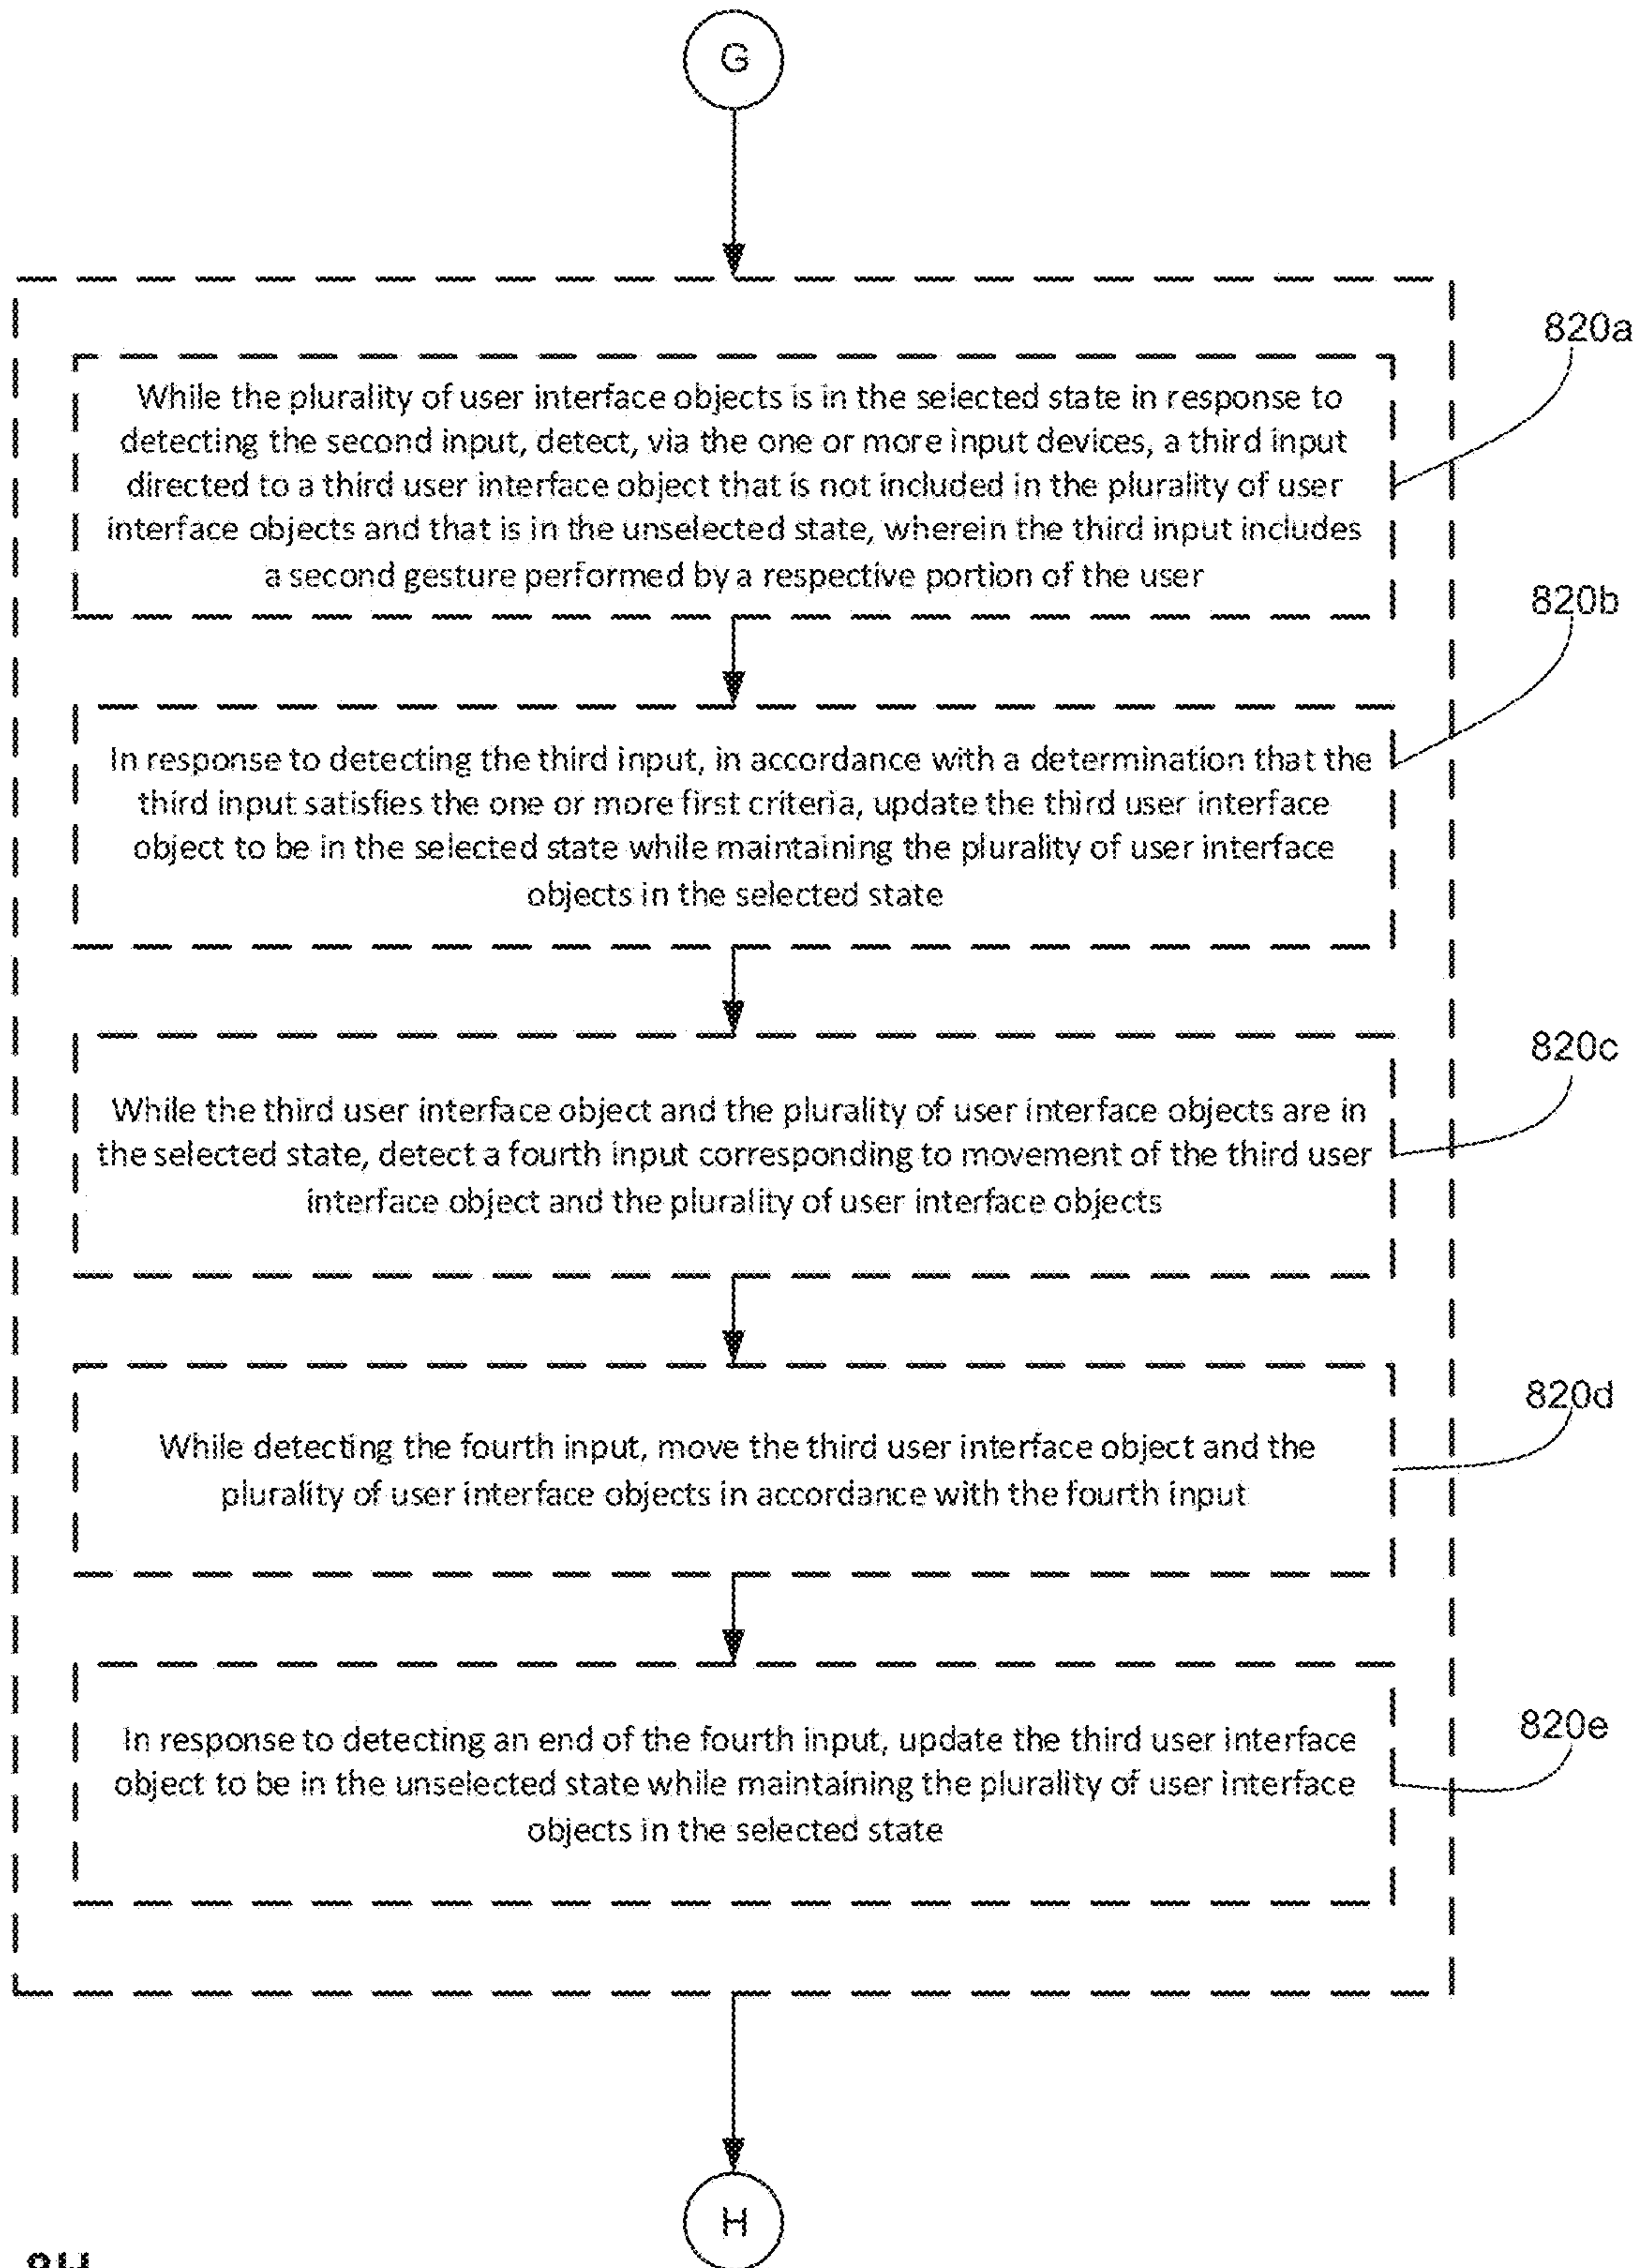 G
820a
While the plurality of user interface objects is in the selected state in response to
detecting the second input, detect, via the one or more input devices, a third input
directed to a third user interface object that is not included in the plurality of user
interface objects and that is in the unselected state, wherein the third input includes
a second gesture performed by a respective portion of the user
820b
In response to detecting the third input, in accordance with a determination that the
third input satisfies the one or more first criteria, update the third user interface
object to be in the selected state while maintaining the plurality of user interface
objects in the selected state
820c
While the third user interface object and the plurality of user interface objects are in
the selected state, detect a fourth input corresponding to movement of the third user
interface object and the plurality of user interface objects
820d
While detecting the fourth input, move the third user interface object and the
plurality of user interface objects in accordance with the fourth input
820e
In response to detecting an end of the fourth input, update the third user interface
object to be in the unselected state while maintaining the plurality of user interface
objects in the selected state
H